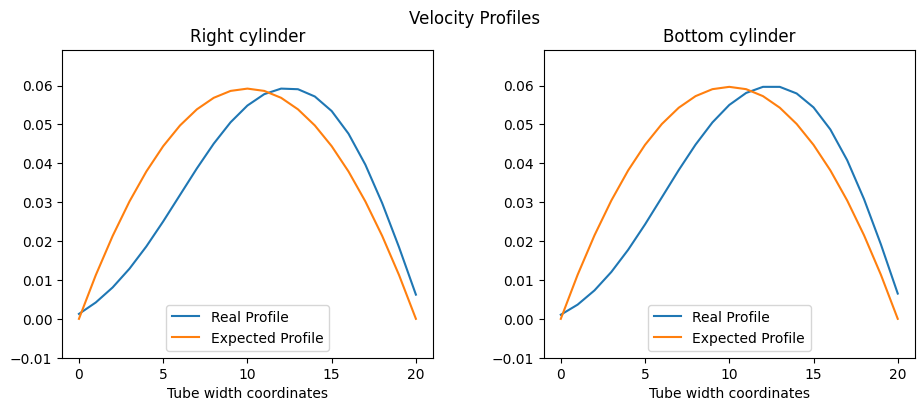 Velocity Profiles
Right cylinder
0.06
0.05
0.04
0.03
0.02
0.01
0.00
−0.01
0 5 10 15 20
Tube width coordinates
Real Profile
Expected Profile
Bottom cylinder
0.06
0.05
0.04
0.03
0.02
0.01
0.00
−0.01
0 5 10 15 20
Tube width coordinates
Real Profile
Expected Profile